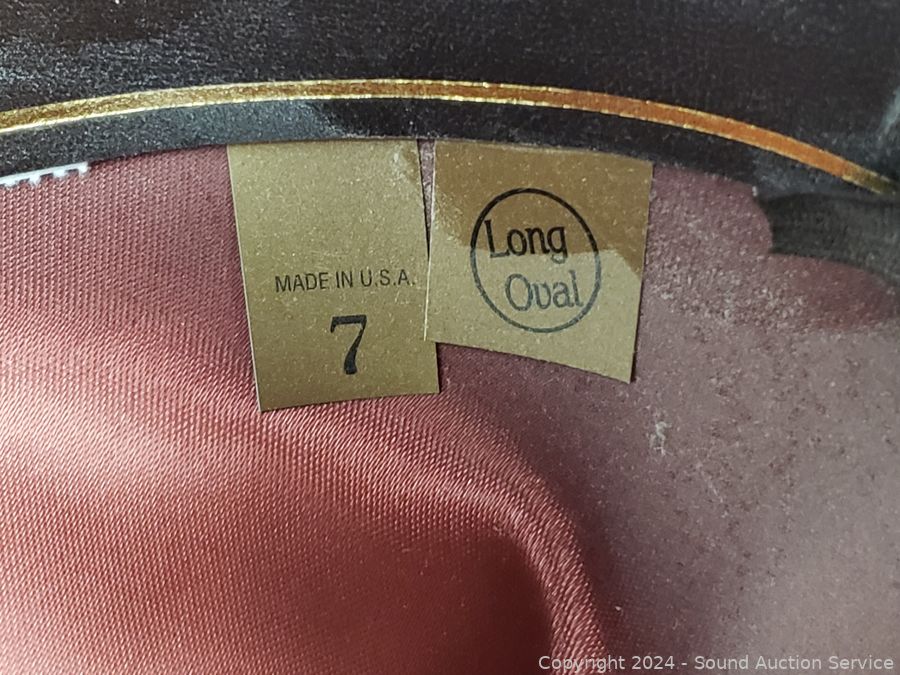 MADE IN U.S.A.
7
Long
Oval
Copyright 2024 - Sound Auction Service